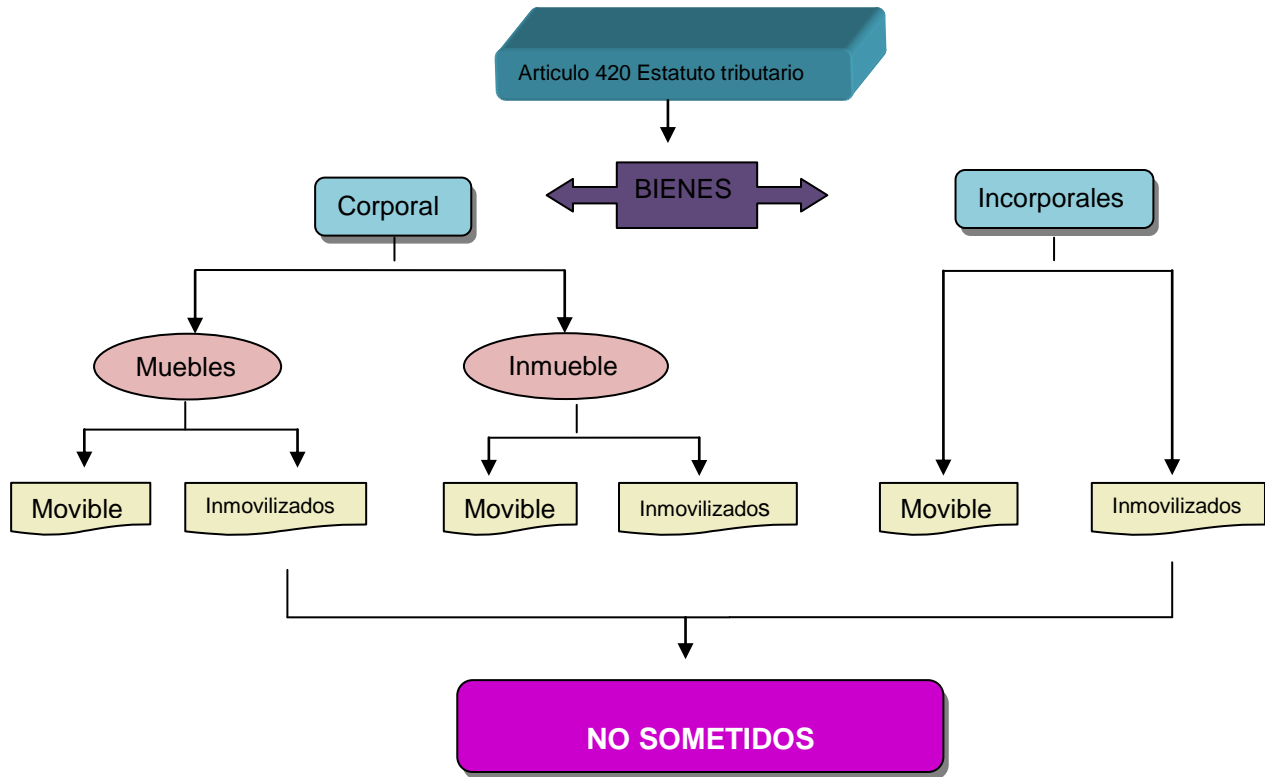 Articulo 420 Estatuto tributario
BIENES
Corporal
Incorporales
Muebles
Inmueble
Movible
Inmovilizados
Movible
Inmovilizados
Movible
Inmovilizados
NO SOMETIDOS